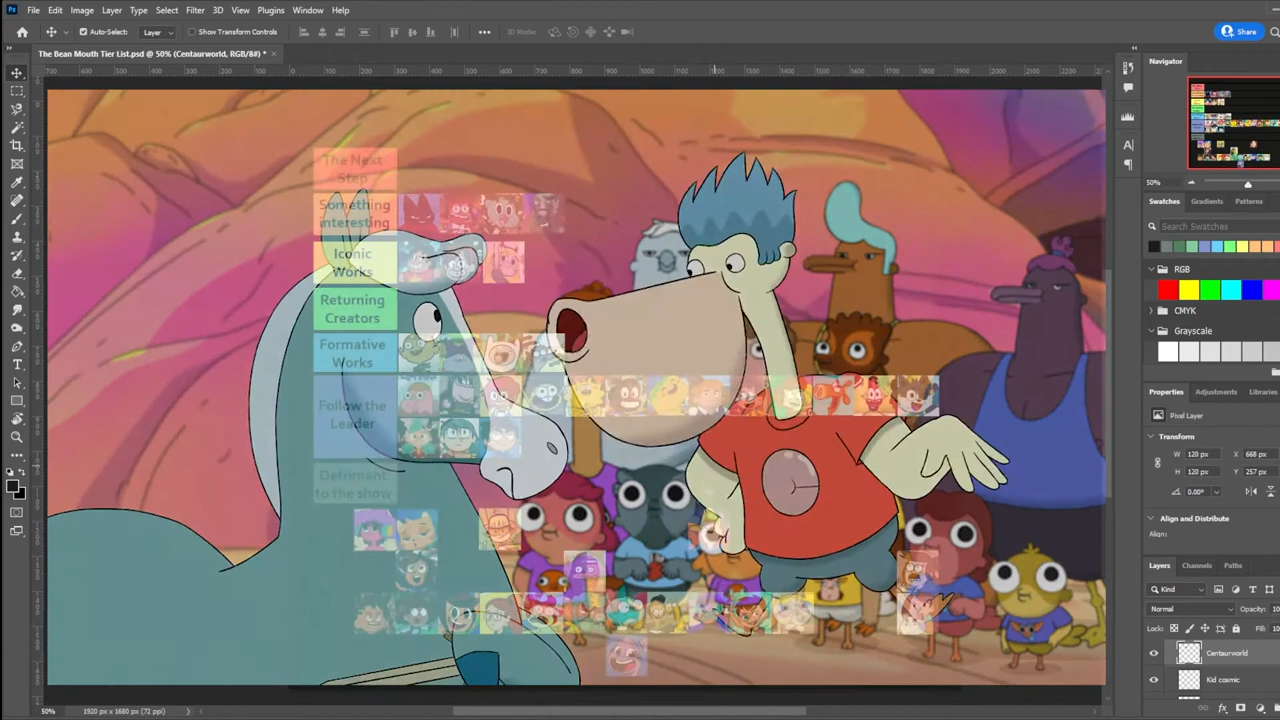 Ps File Edit Image Layer Type Select Filter 3D View Plugins Window Help
Auto-Select: Layer Show Transform Controls 3D Mode: Share
The Bean Mouth Tier List.psd @ 50% (Centaurworld, RGB/8#) *
Navigator
50%
Swatches Gradients Patterns
Search Swatches
RGB
CMYK
Grayscale
Properties Adjustments Libraries
Pixel Layer
Transform
W 120 px X 668 px
H 120 px Y 257 px
0.00°
Align and Distribute
Align:
Layers Channels Paths
Kind
Normal Opacity: 10
Lock: Fill: 10
Centaurworld
Kid cosmic
The Next
Step
Something
interesting
Iconic
Works
Returning
Creators
Formative
Works
Follow the
Leader
Detriment
to the show
50% 1920 px x 1680 px (72 ppi)